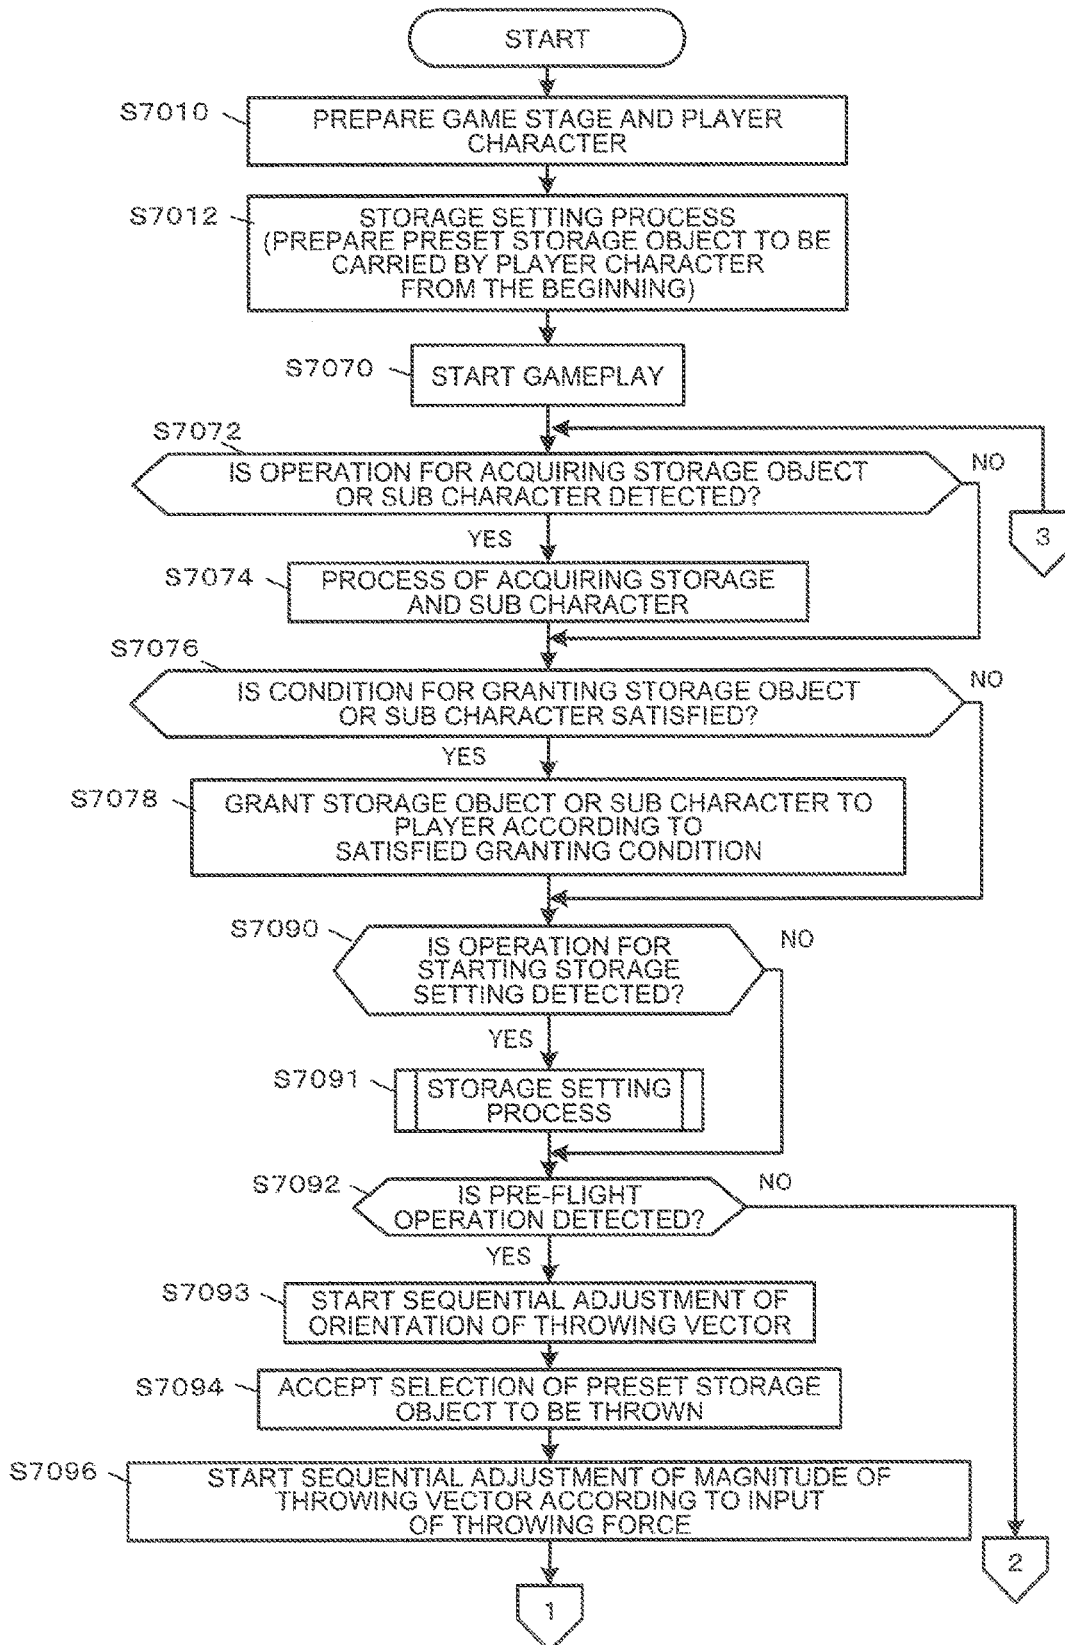 START
S7010
PREPARE GAME STAGE AND PLAYER
CHARACTER
S7012
STORAGE SETTING PROCESS
(PREPARE PRESET STORAGE OBJECT TO BE
CARRIED BY PLAYER CHARACTER
FROM THE BEGINNING)
S7070
START GAMEPLAY
S7072
IS OPERATION FOR ACQUIRING STORAGE OBJECT
OR SUB CHARACTER DETECTED?
NO
YES
3
S7074
PROCESS OF ACQUIRING STORAGE
AND SUB CHARACTER
S7076
IS CONDITION FOR GRANTING STORAGE OBJECT
OR SUB CHARACTER SATISFIED?
NO
YES
S7078
GRANT STORAGE OBJECT OR SUB CHARACTER TO
PLAYER ACCORDING TO
SATISFIED GRANTING CONDITION
S7090
IS OPERATION FOR
STARTING STORAGE
SETTING DETECTED?
NO
YES
S7091
STORAGE SETTING
PROCESS
S7092
IS PRE-FLIGHT
OPERATION DETECTED?
NO
YES
S7093
START SEQUENTIAL ADJUSTMENT OF
ORIENTATION OF THROWING VECTOR
S7094
ACCEPT SELECTION OF PRESET STORAGE
OBJECT TO BE THROWN
S7096
START SEQUENTIAL ADJUSTMENT OF MAGNITUDE OF
THROWING VECTOR ACCORDING TO INPUT
OF THROWING FORCE
2
1